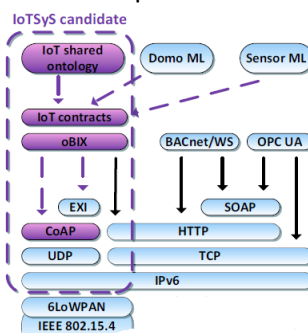 IoTSyS candidate
IoT shared
ontology
Domo ML
Sensor ML
IoT contracts
oBIX
BACnet/WS
OPC UA
EXI
SOAP
CoAP
HTTP
UDP
TCP
IPv6
6LoWPAN
IEEE 802.15.4